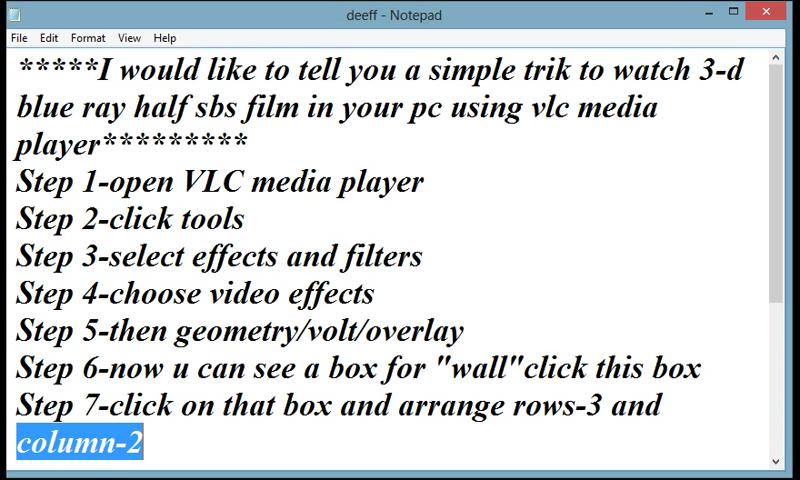 deeff - Notepad
File Edit Format View Help
*****I would like to tell you a simple trik to watch 3-d
blue ray half sbs film in your pc using vlc media
player*********
Step 1-open VLC media player
Step 2-click tools
Step 3-select effects and filters
Step 4-choose video effects
Step 5-then geometry/volt/overlay
Step 6-now u can see a box for "wall"click this box
Step 7-click on that box and arrange rows-3 and
column-2